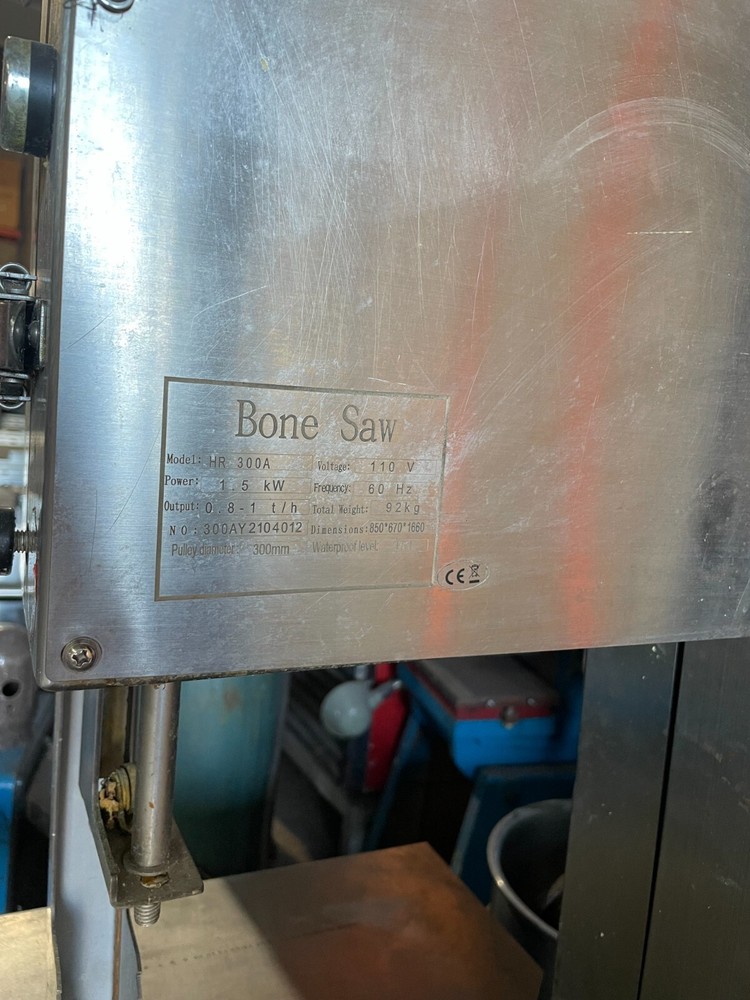 Bone Saw
Model: HR 300A Voltage: 110 V
Power: 1.5 kW Frequency: 60 Hz
Output: 0.8-1 t/h Total Weight: 92kg
NO: 300AY2104012 Dimensions: 850*670*1660
Pulley diameter: 300mm Waterproof level:
CE